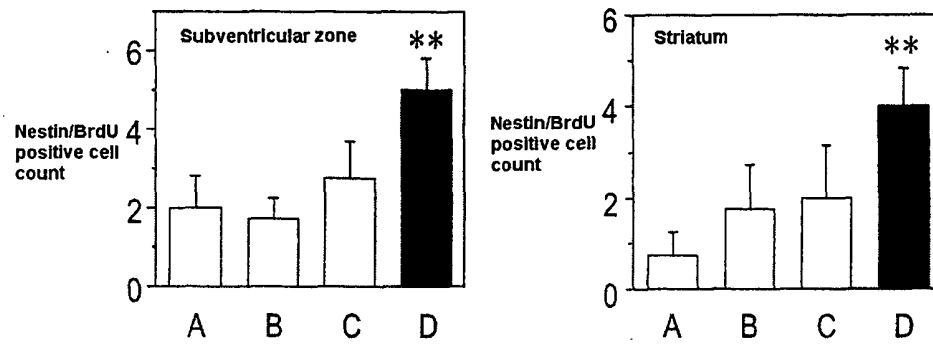 Subventricular zone
**
6
4
2
0
Nestin/BrdU
positive cell
count
A B C D
Striatum
**
6
4
2
0
Nestin/BrdU
positive cell
count
A B C D